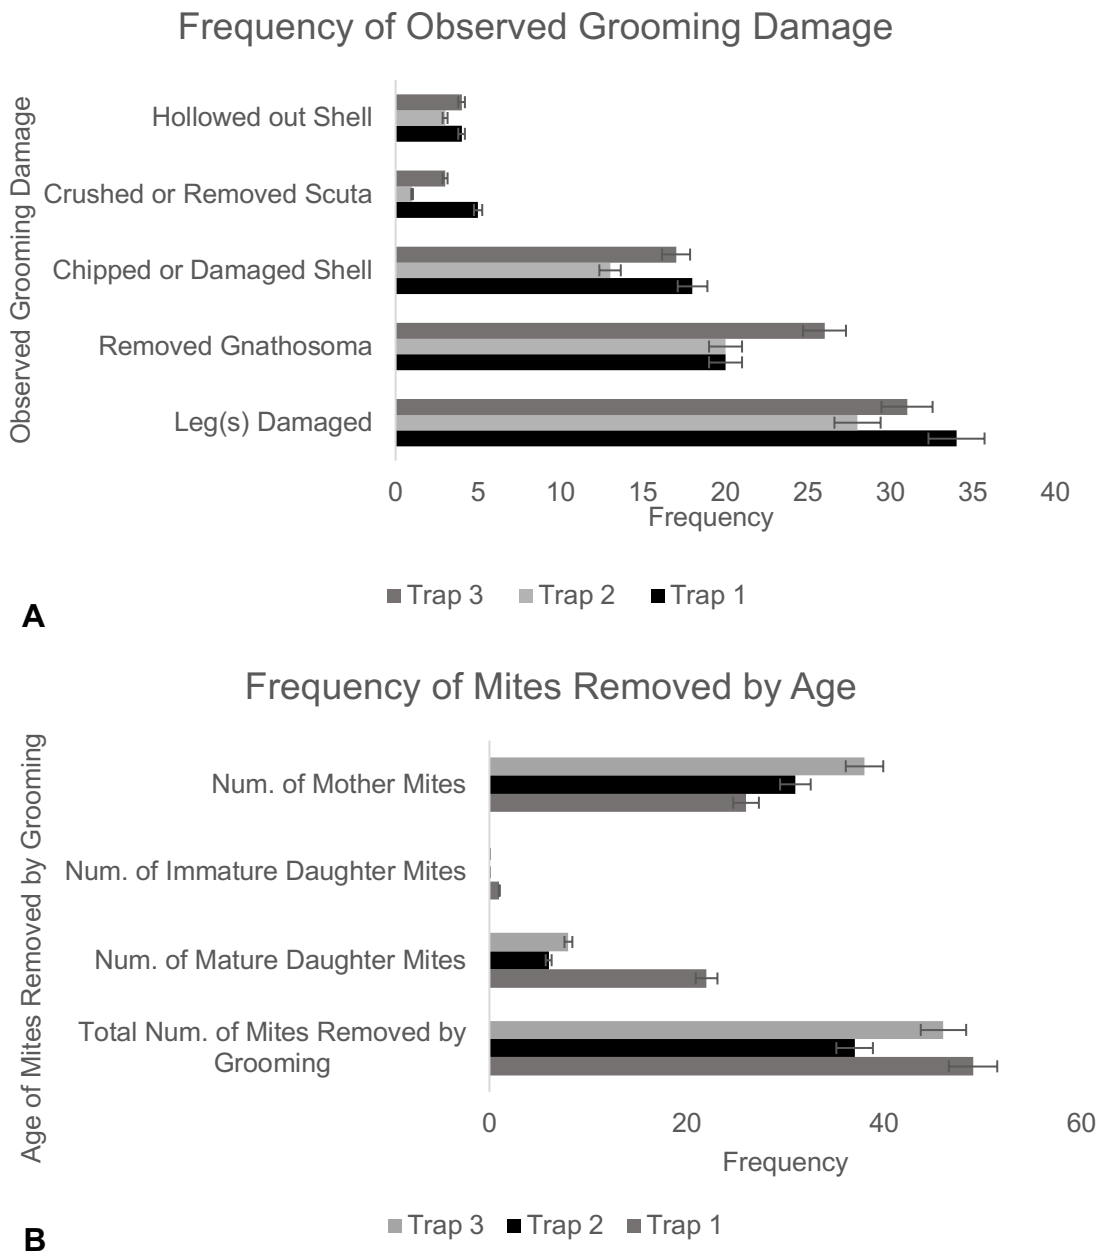 Frequency of Observed Grooming Damage
Observed Grooming Damage
Hollowed out Shell
Crushed or Removed Scuta
Chipped or Damaged Shell
Removed Gnathosoma
Leg(s) Damaged
0 5 10 15 20 25 30 35 40
Frequency
Trap 3 Trap 2 Trap 1
A
Frequency of Mites Removed by Age
Age of Mites Removed by Grooming
Num. of Mother Mites
Num. of Immature Daughter Mites
Num. of Mature Daughter Mites
Total Num. of Mites Removed by
Grooming
0 20 40 60
Frequency
Trap 3 Trap 2 Trap 1
B